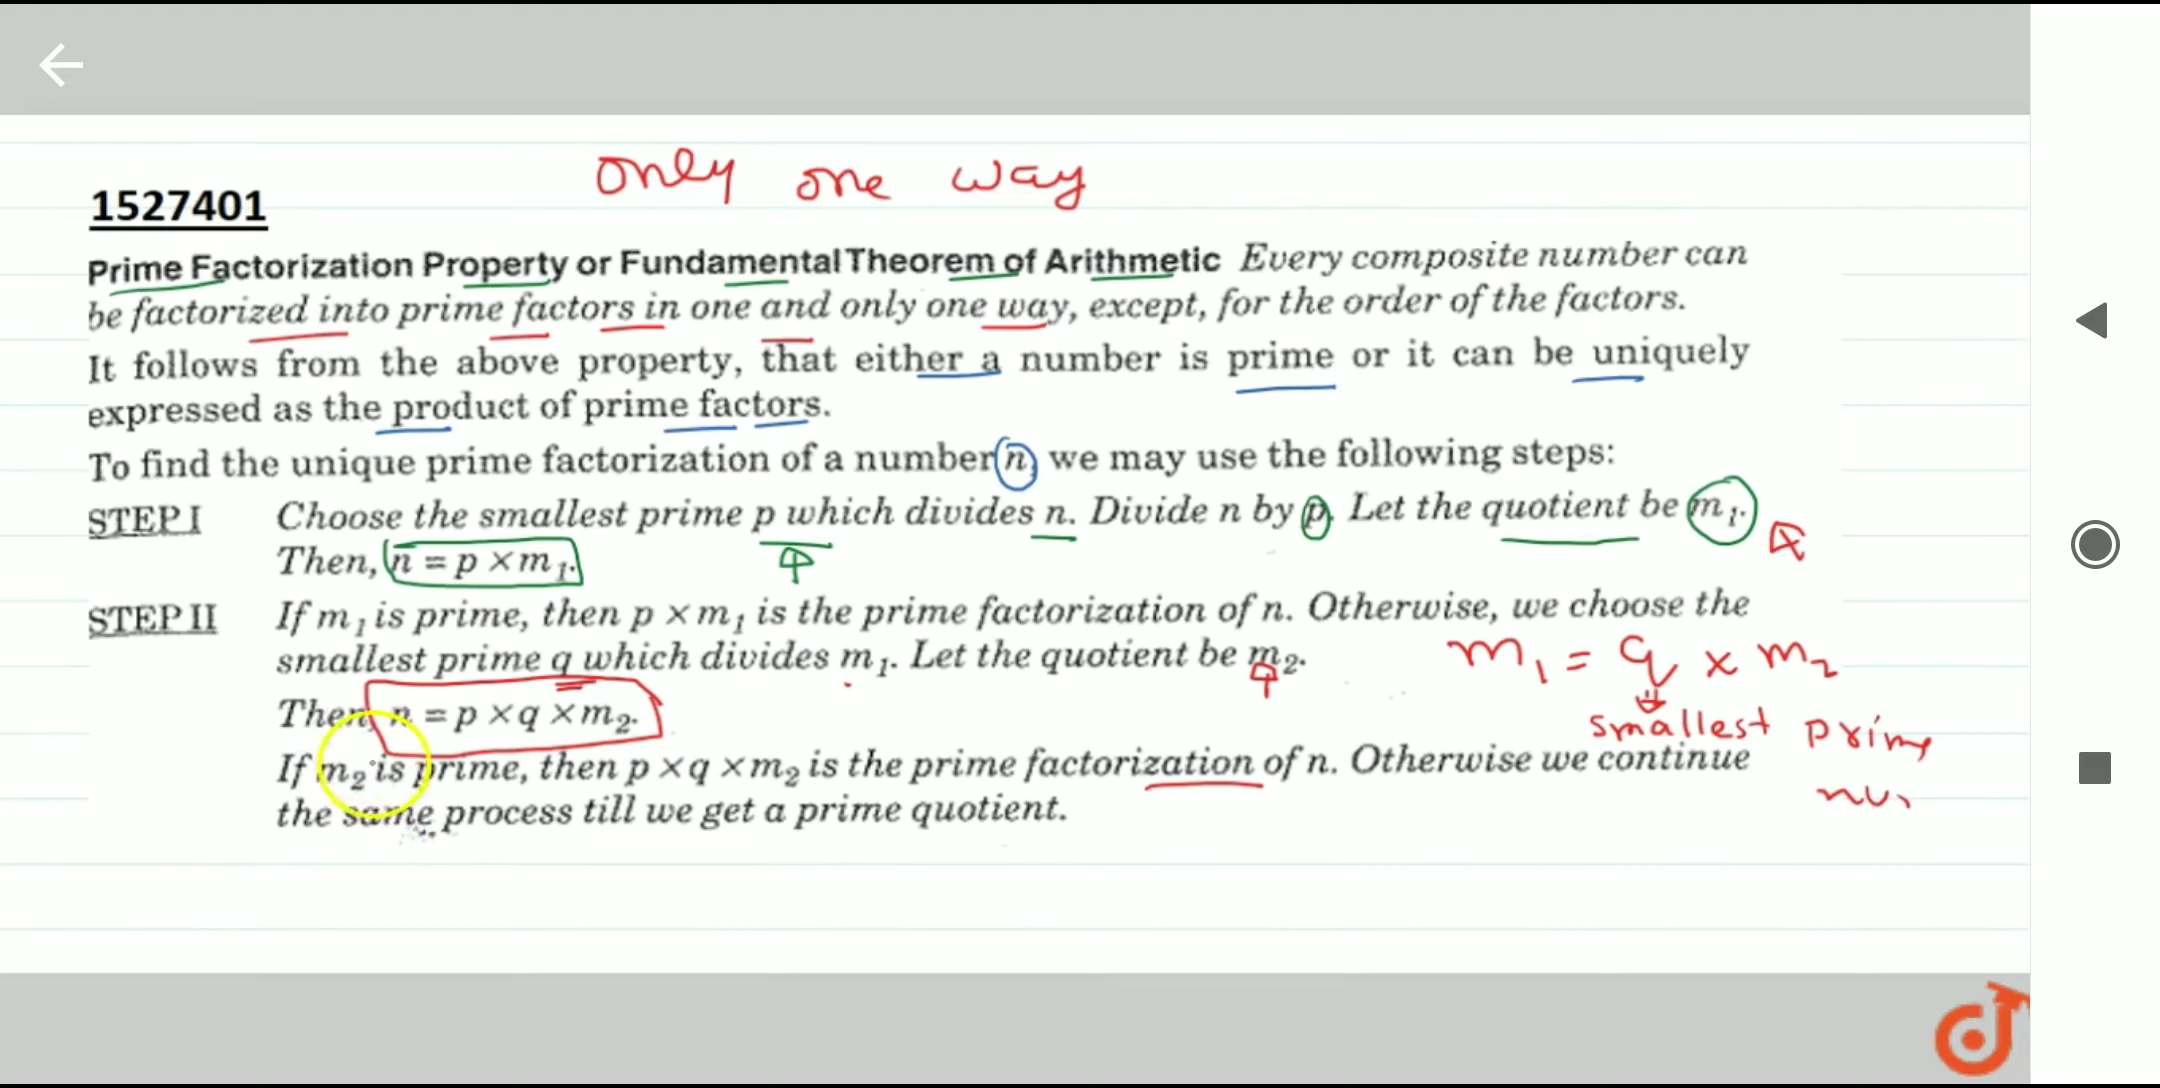 only one way
1527401
Prime Factorization Property or Fundamental Theorem of Arithmetic Every composite number can
be factorized into prime factors in one and only one way, except, for the order of the factors.
It follows from the above property, that either a number is prime or it can be uniquely
expressed as the product of prime factors.
To find the unique prime factorization of a number n, we may use the following steps:
STEP I Choose the smallest prime p which divides n. Divide n by p. Let the quotient be m₁.
Then, n = p × m₁.
STEP II If m₁ is prime, then p × m₁ is the prime factorization of n. Otherwise, we choose the
smallest prime q which divides m₁. Let the quotient be m₂.
m₁ = q × m₂
Then, n = p × q × m₂.
smallest prime
If m₂ is prime, then p × q × m₂ is the prime factorization of n. Otherwise we continue
the same process till we get a prime quotient.